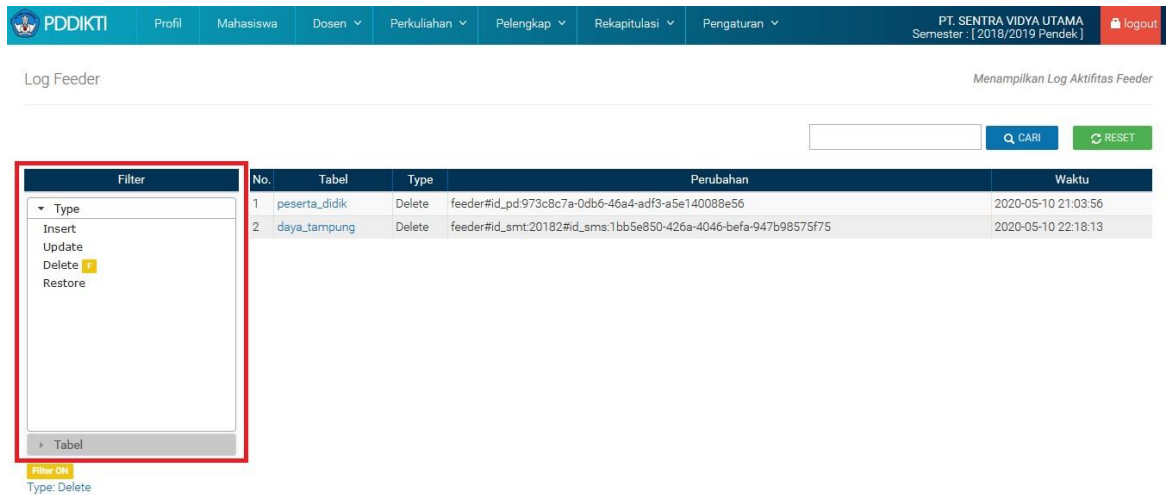 PDDIKTI Profil Mahasiswa Dosen Perkuliahan Pelengkap Rekapitulasi Pengaturan PT. SENTRA VIDYA UTAMA logout
Semester : [ 2018/2019 Pendek ]
Log Feeder Menampilkan Log Aktifitas Feeder
CARI RESET
Filter
Type
Insert
Update
Delete F
Restore
Tabel
Filter ON
Type: Delete
No. Tabel Type Perubahan Waktu
1 peserta_didik Delete feeder#id_pd:973c8c7a-0db6-46a4-adf3-a5e140088e56 2020-05-10 21:03:56
2 daya_tampung Delete feeder#id_smt:20182#id_sms:1bb5e850-426a-4046-befa-947b98575f75 2020-05-10 22:18:13